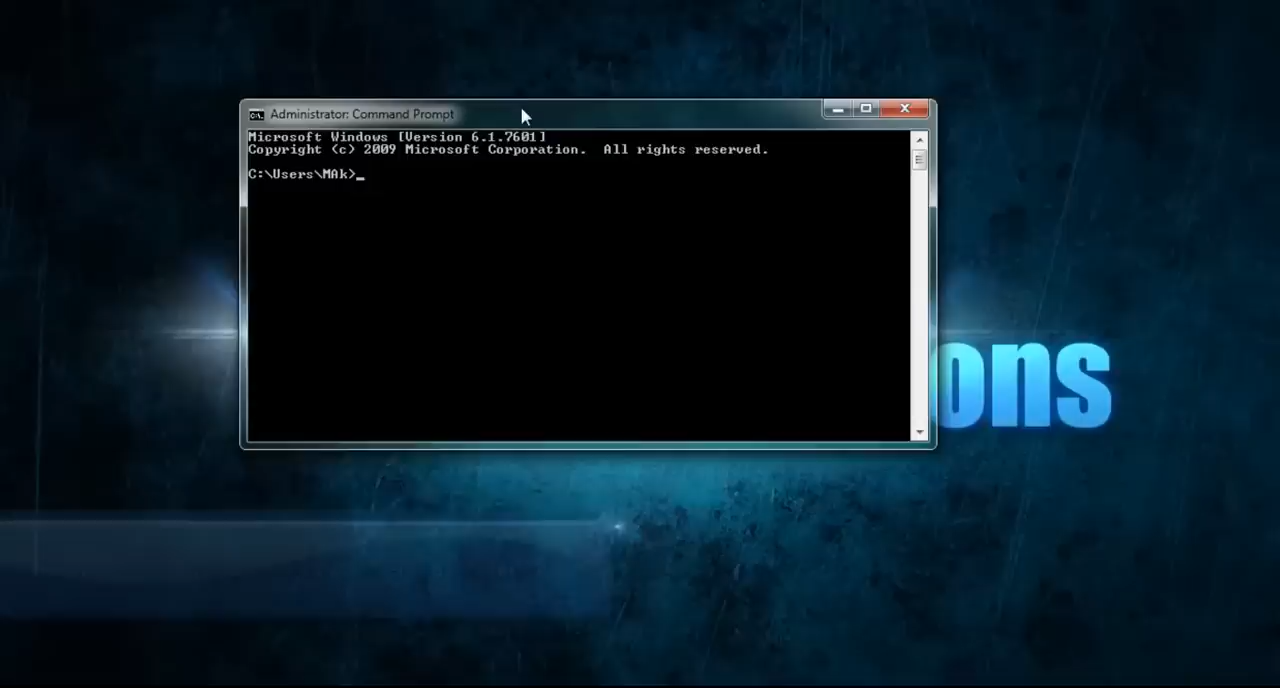 Administrator: Command Prompt
Microsoft Windows [Version 6.1.7601]
Copyright (c) 2009 Microsoft Corporation.  All rights reserved.
C:\Users\MAk>_
ons